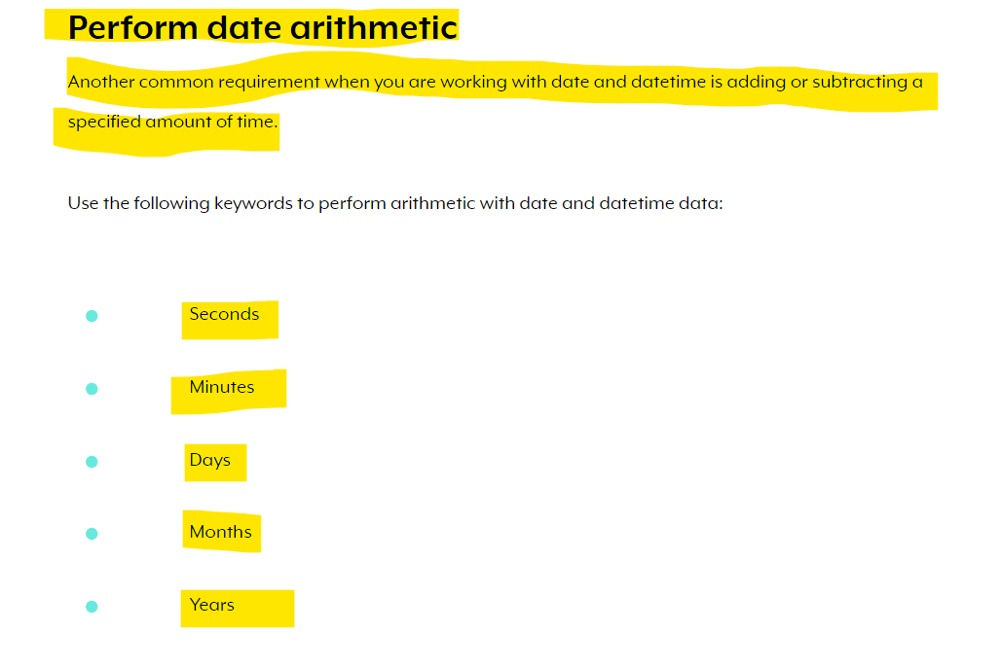 Perform date arithmetic
Another common requirement when you are working with date and datetime is adding or subtracting a
specified amount of time.
Use the following keywords to perform arithmetic with date and datetime data:
Seconds
Minutes
Days
Months
Years